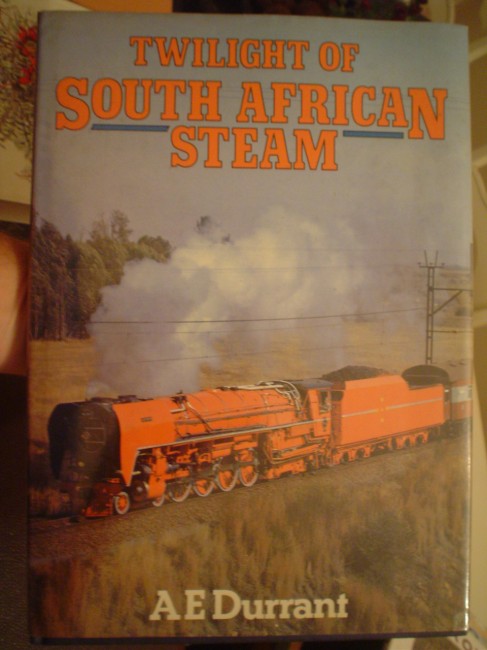 TWILIGHT OF
SOUTH AFRICAN
STEAM
A E Durrant